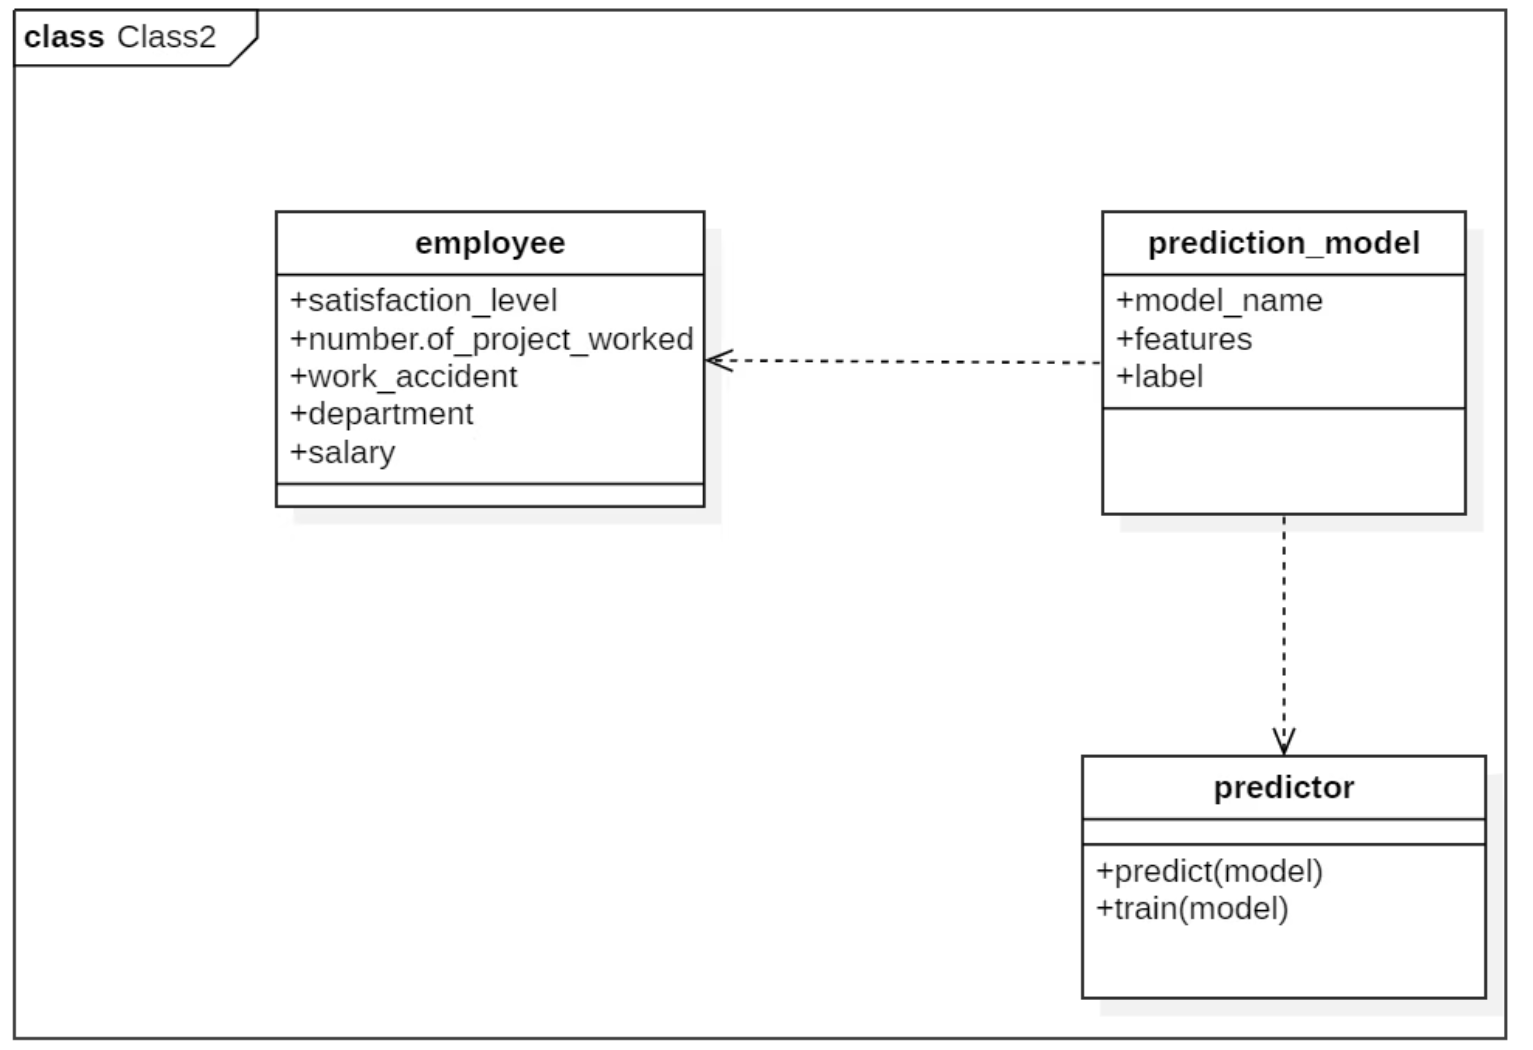 class Class2
employee
+satisfaction_level
+number.of_project_worked
+work_accident
+department
+salary
prediction_model
+model_name
+features
+label
predictor
+predict(model)
+train(model)